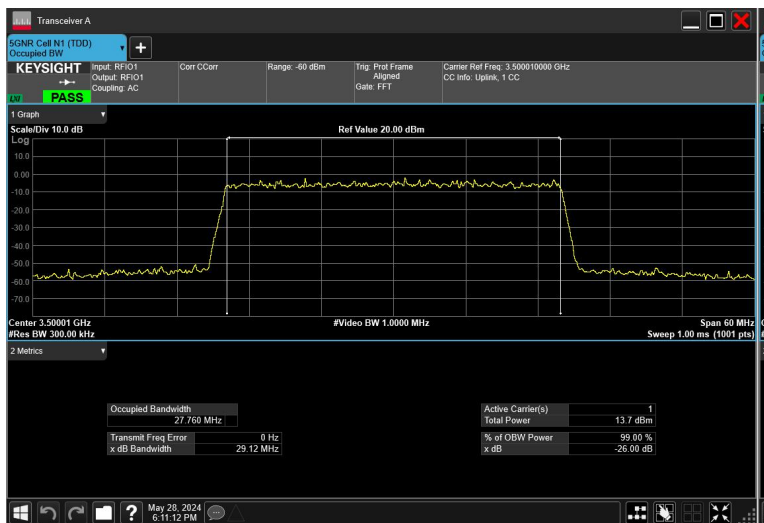 Transceiver A
5GNR Cell N1 (TDD)
Occupied BW
KEYSIGHT
Input: RFIO1
Output: RFIO1
Coupling: AC
Corr CCorr
Range: -60 dBm
Trig: Prot Frame
Aligned
Gate: FFT
Carrier Ref Freq: 3.500010000 GHz
CC Info: Uplink, 1 CC
LXI
PASS
1 Graph
Scale/Div 10.0 dB
Ref Value 20.00 dBm
Log
10.0
0.00
-10.0
-20.0
-30.0
-40.0
-50.0
-60.0
-70.0
Center 3.50001 GHz
#Video BW 1.0000 MHz
Span 60 MHz
#Res BW 300.00 kHz
Sweep 1.00 ms (1001 pts)
2 Metrics
Occupied Bandwidth
27.760 MHz
Transmit Freq Error 0 Hz
x dB Bandwidth 29.12 MHz
Active Carrier(s) 1
Total Power 13.7 dBm
% of OBW Power 99.00 %
x dB -26.00 dB
?
May 28, 2024
6:11:12 PM